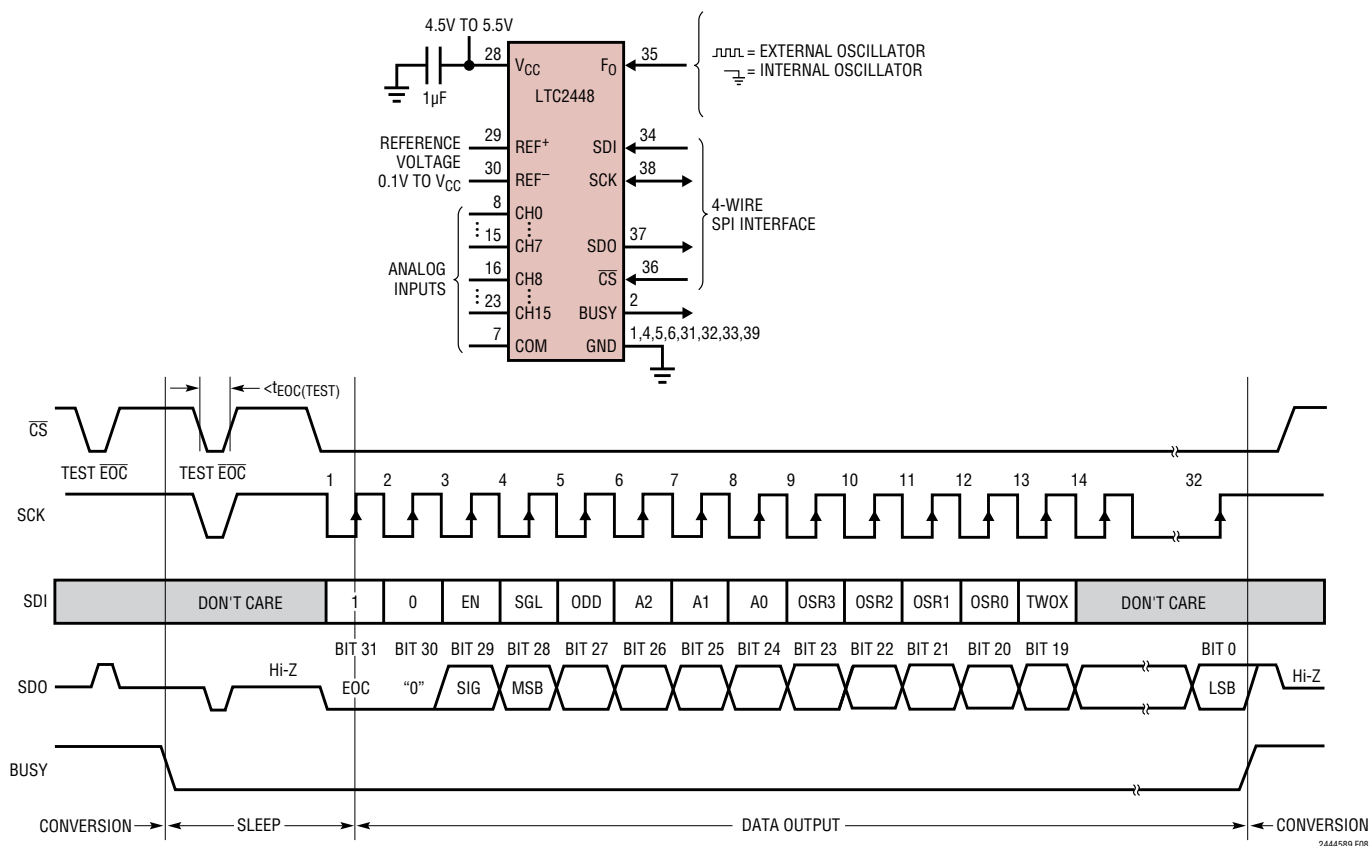 4.5V TO 5.5V
1µF
28
VCC
FO
35
= EXTERNAL OSCILLATOR
= INTERNAL OSCILLATOR
LTC2448
REFERENCE
VOLTAGE
0.1V TO VCC
29
REF+
30
REF−
SDI
34
SCK
38
4-WIRE
SPI INTERFACE
ANALOG
INPUTS
8
CH0
15
CH7
16
CH8
23
CH15
7
COM
SDO
37
CS
36
BUSY
2
GND
1,4,5,6,31,32,33,39
<tEOC(TEST)
CS
TEST EOC
TEST EOC
1 2 3 4 5 6 7 8 9 10 11 12 13 14 32
SCK
SDI DON'T CARE 1 0 EN SGL ODD A2 A1 A0 OSR3 OSR2 OSR1 OSR0 TWOX DON'T CARE
BIT 31 BIT 30 BIT 29 BIT 28 BIT 27 BIT 26 BIT 25 BIT 24 BIT 23 BIT 22 BIT 21 BIT 20 BIT 19 BIT 0
SDO Hi-Z EOC “0” SIG MSB LSB Hi-Z
BUSY
CONVERSION SLEEP DATA OUTPUT CONVERSION
2444589 F08